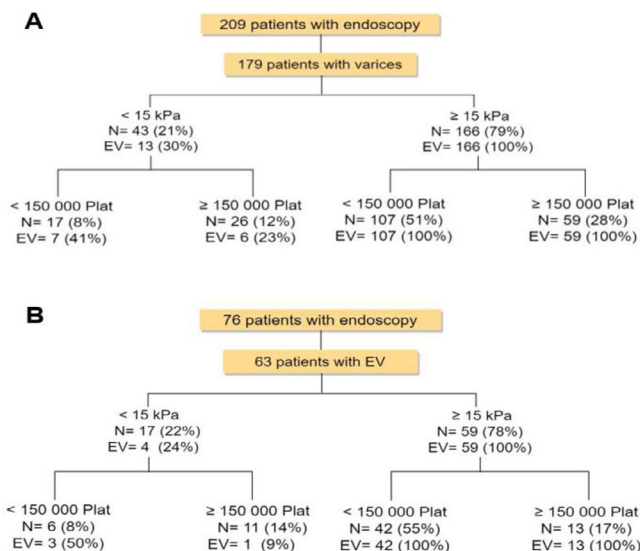 A
209 patients with endoscopy
179 patients with varices
< 15 kPa
N= 43 (21%)
EV= 13 (30%)
≥ 15 kPa
N= 166 (79%)
EV= 166 (100%)
< 150 000 Plat
N= 17 (8%)
EV= 7 (41%)
≥ 150 000 Plat
N= 26 (12%)
EV= 6 (23%)
< 150 000 Plat
N= 107 (51%)
EV= 107 (100%)
≥ 150 000 Plat
N= 59 (28%)
EV= 59 (100%)
B
76 patients with endoscopy
63 patients with EV
< 15 kPa
N= 17 (22%)
EV= 4 (24%)
≥ 15 kPa
N= 59 (78%)
EV= 59 (100%)
< 150 000 Plat
N= 6 (8%)
EV= 3 (50%)
≥ 150 000 Plat
N= 11 (14%)
EV= 1 (9%)
< 150 000 Plat
N= 42 (55%)
EV= 42 (100%)
≥ 150 000 Plat
N= 13 (17%)
EV= 13 (100%)